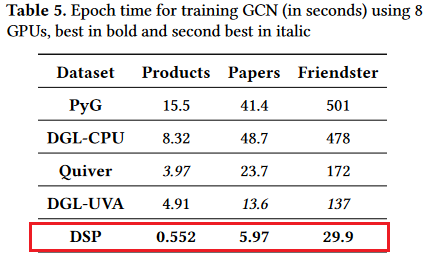 Table 5. Epoch time for training GCN (in seconds) using 8
GPUs, best in bold and second best in italic
Dataset Products Papers Friendster
PyG 15.5 41.4 501
DGL-CPU 8.32 48.7 478
Quiver 3.97 23.7 172
DGL-UVA 4.91 13.6 137
DSP 0.552 5.97 29.9